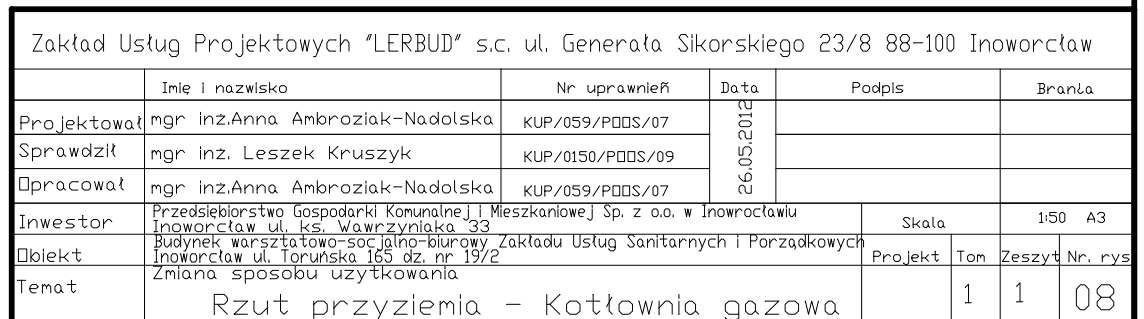 Zakład Usług Projektowych "LERBUD" s.c. ul. Generała Sikorskiego 23/8 88-100 Inoworcław
Imię i nazwisko Nr uprawnień Data Podpis Branża
Projektował mgr inż.Anna Ambroziak-Nadolska KUP/059/POOS/07
26.05.2012
Sprawdził mgr inż. Leszek Kruszyk KUP/0150/POOS/09
Opracował mgr inż.Anna Ambroziak-Nadolska KUP/059/POOS/07
Inwestor Przedsiębiorstwo Gospodarki Komunalnej i Mieszkaniowej Sp. z o.o. w Inowrocławiu
Inoworcław ul. ks. Wawrzyniaka 33
Skala 1:50 A3
Obiekt Budynek warsztatowo-socjalno-biurowy Zakładu Usług Sanitarnych i Porządkowych
Inoworcław ul. Toruńska 165 dz. nr 19/2
Projekt Tom Zeszyt Nr. rys
Temat Zmiana sposobu uzytkowania
Rzut przyziemia - Kotłownia gazowa
1 1 08